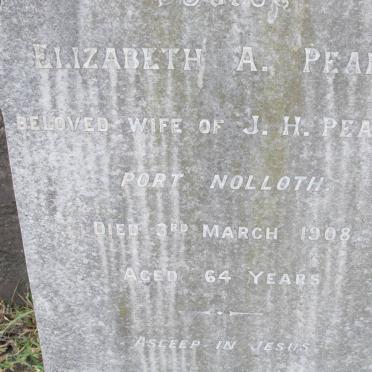 ELIZABETH A. PEA
BELOVED WIFE OF J. H. PEA
PORT NOLLOTH
DIED 3RD MARCH 1908
AGED 64 YEARS
ASLEEP IN JESUS